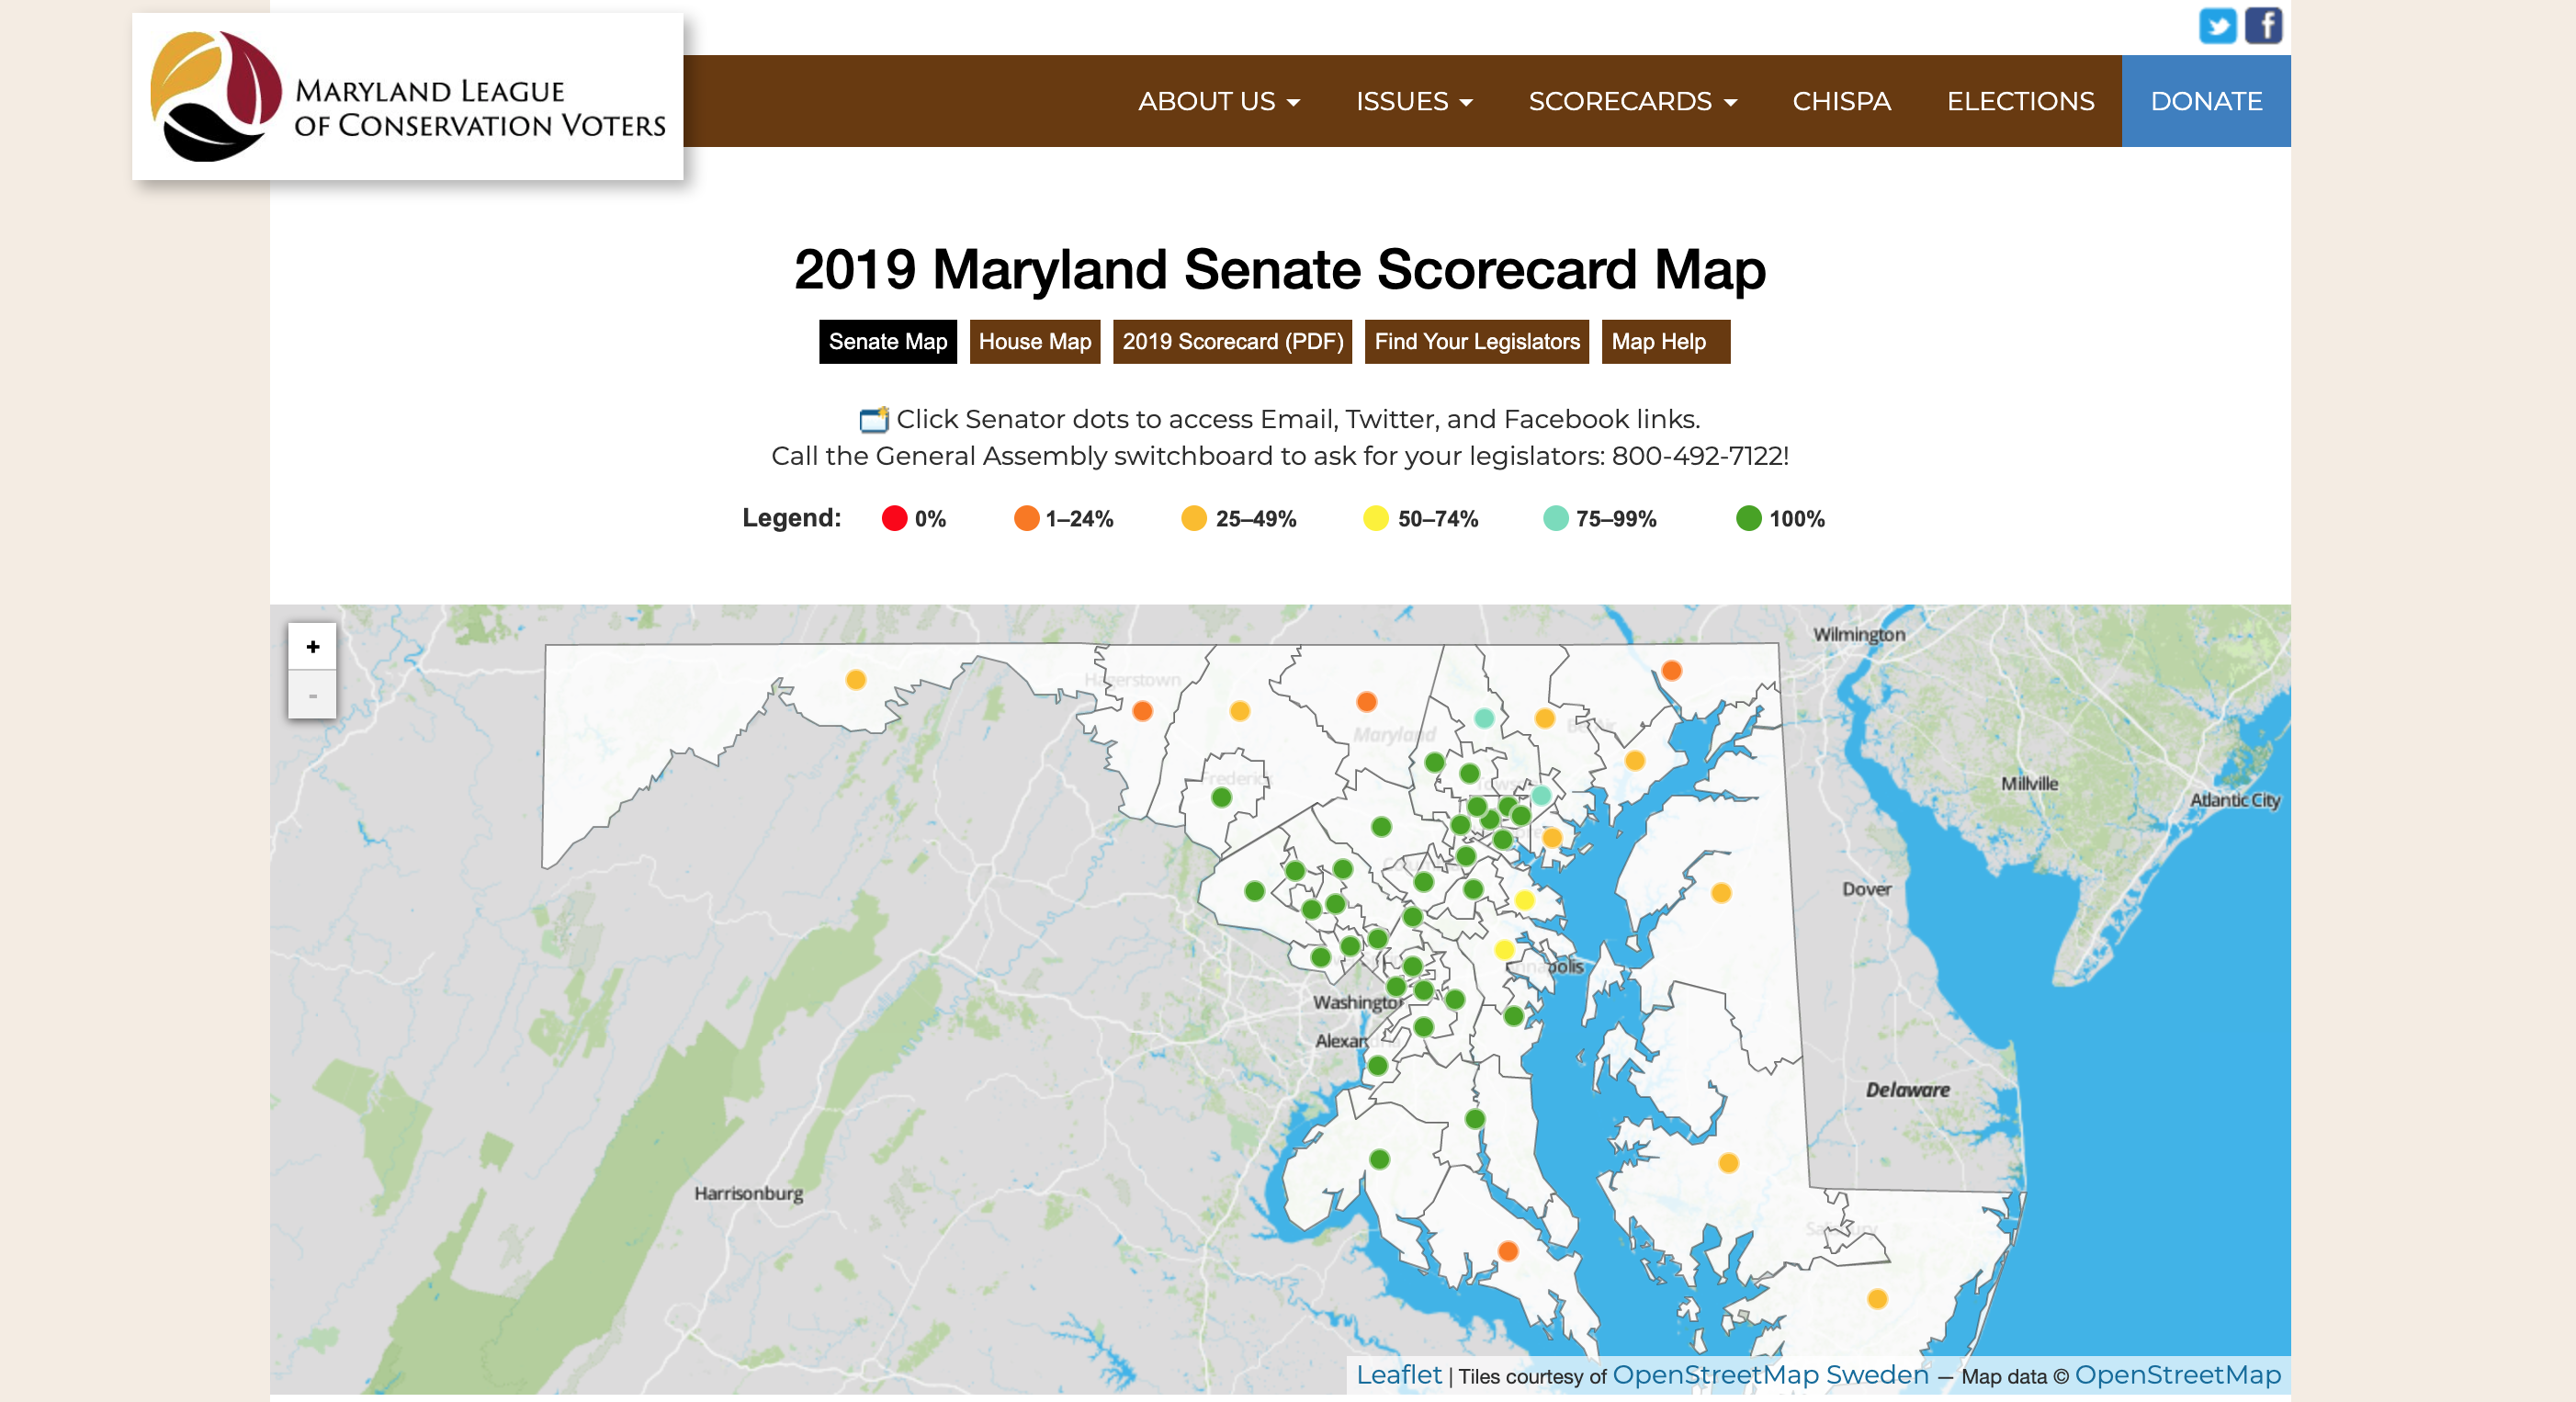 MARYLAND LEAGUE
OF CONSERVATION VOTERS
ABOUT US
ISSUES
SCORECARDS
CHISPA
ELECTIONS
DONATE
2019 Maryland Senate Scorecard Map
Senate Map
House Map
2019 Scorecard (PDF)
Find Your Legislators
Map Help
Click Senator dots to access Email, Twitter, and Facebook links.
Call the General Assembly switchboard to ask for your legislators: 800-492-7122!
Legend: 0% 1–24% 25–49% 50–74% 75–99% 100%
+
-
Wilmington
Hagerstown
Maryland
Frederick
Millville
Atlantic City
Dover
Annapolis
Washington
Alexandria
Delaware
Harrisonburg
Salisbury
Leaflet | Tiles courtesy of OpenStreetMap Sweden — Map data © OpenStreetMap